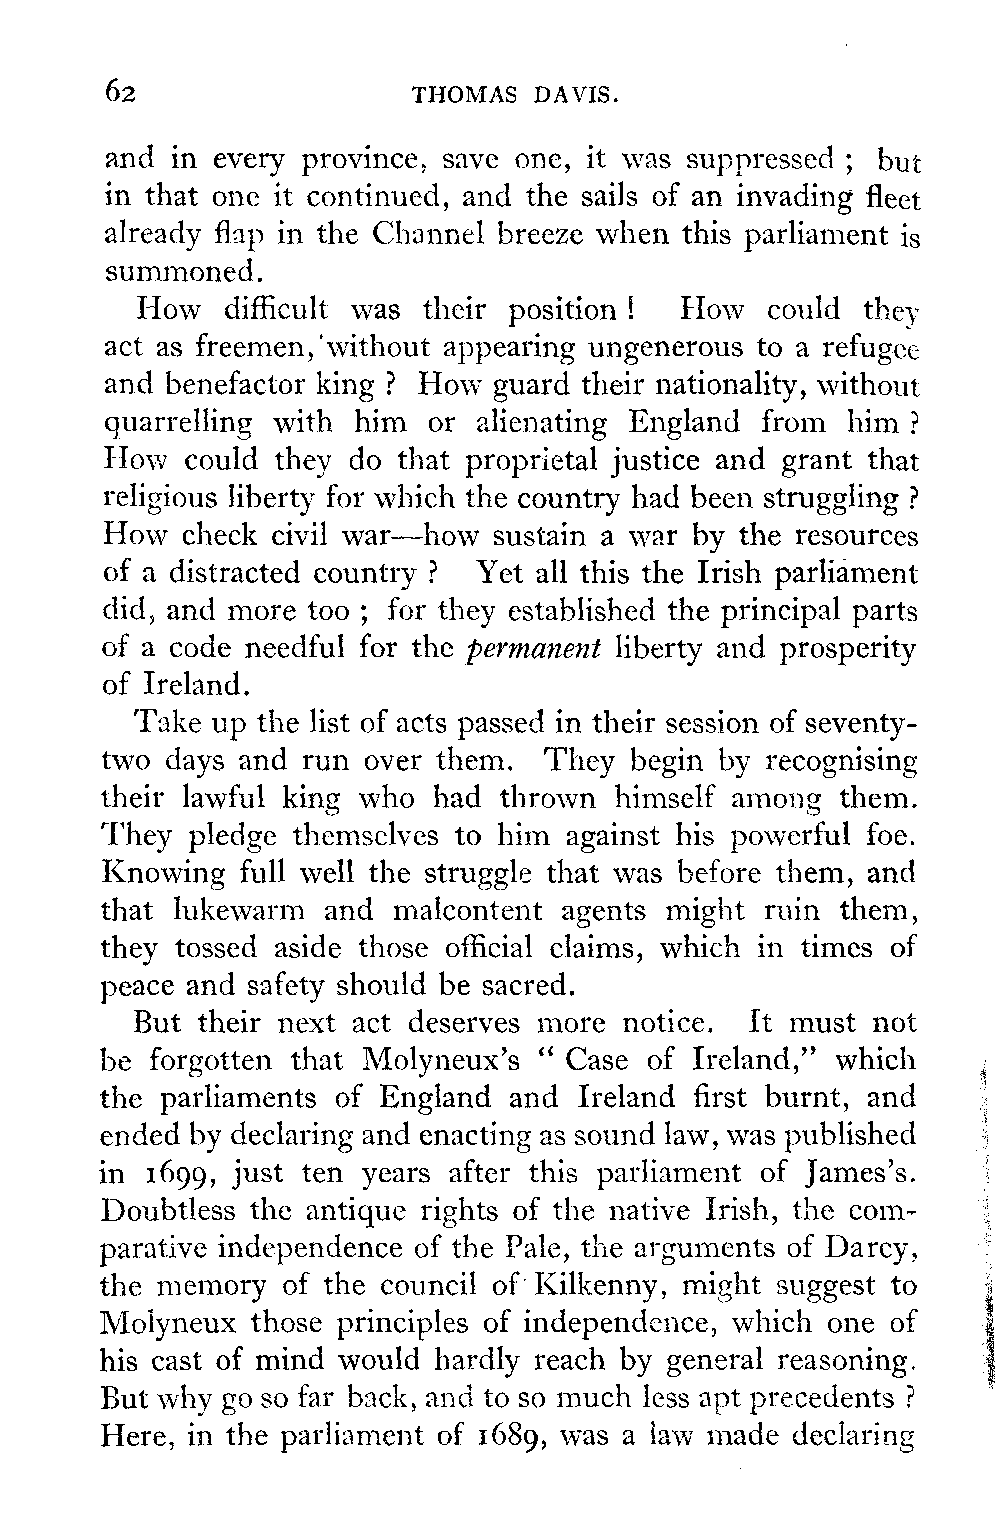 62 THOMAS DAVIS.
and in every province, save one, it was suppressed ; but
in that one it continued, and the sails of an invading fleet
already flap in the Channel breeze when this parliament is
summoned.
How difficult was their position ! How could they
act as freemen, without appearing ungenerous to a refugee
and benefactor king ? How guard their nationality, without
quarrelling with him or alienating England from him ?
How could they do that proprietal justice and grant that
religious liberty for which the country had been struggling ?
How check civil war—how sustain a war by the resources
of a distracted country ? Yet all this the Irish parliament
did, and more too ; for they established the principal parts
of a code needful for the permanent liberty and prosperity
of Ireland.
Take up the list of acts passed in their session of seventy-
two days and run over them. They begin by recognising
their lawful king who had thrown himself among them.
They pledge themselves to him against his powerful foe.
Knowing full well the struggle that was before them, and
that lukewarm and malcontent agents might ruin them,
they tossed aside those official claims, which in times of
peace and safety should be sacred.
But their next act deserves more notice. It must not
be forgotten that Molyneux's “ Case of Ireland,” which
the parliaments of England and Ireland first burnt, and
ended by declaring and enacting as sound law, was published
in 1699, just ten years after this parliament of James's.
Doubtless the antique rights of the native Irish, the com-
parative independence of the Pale, the arguments of Darcy,
the memory of the council of Kilkenny, might suggest to
Molyneux those principles of independence, which one of
his cast of mind would hardly reach by general reasoning.
But why go so far back, and to so much less apt precedents ?
Here, in the parliament of 1689, was a law made declaring